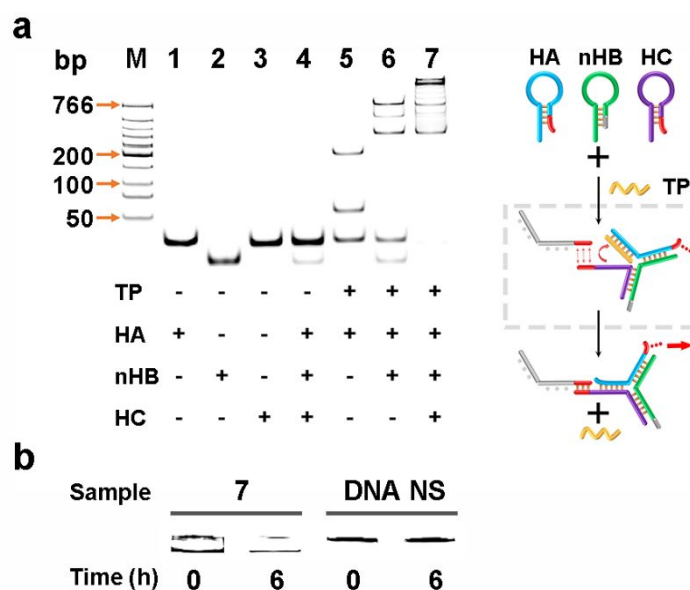 a
bp M 1 2 3 4 5 6 7
766
200
100
50
TP - - - - + + +
HA + - - + + + +
nHB - + - + - + +
HC - - + + - - +
HA nHB HC
+
TP
+
b
Sample 7 DNA NS
Time (h) 0 6 0 6